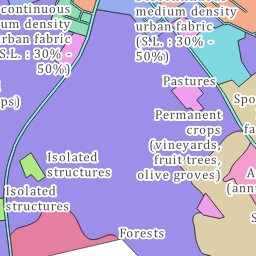 continuous
medium density
urban fabric
(S.L. : 30% -
50%)
medium density
urban fabric
(S.L. : 30% -
50%)
Pastures
Permanent
crops
(vineyards,
fruit trees,
olive groves)
Isolated
structures
Isolated
structures
Forests